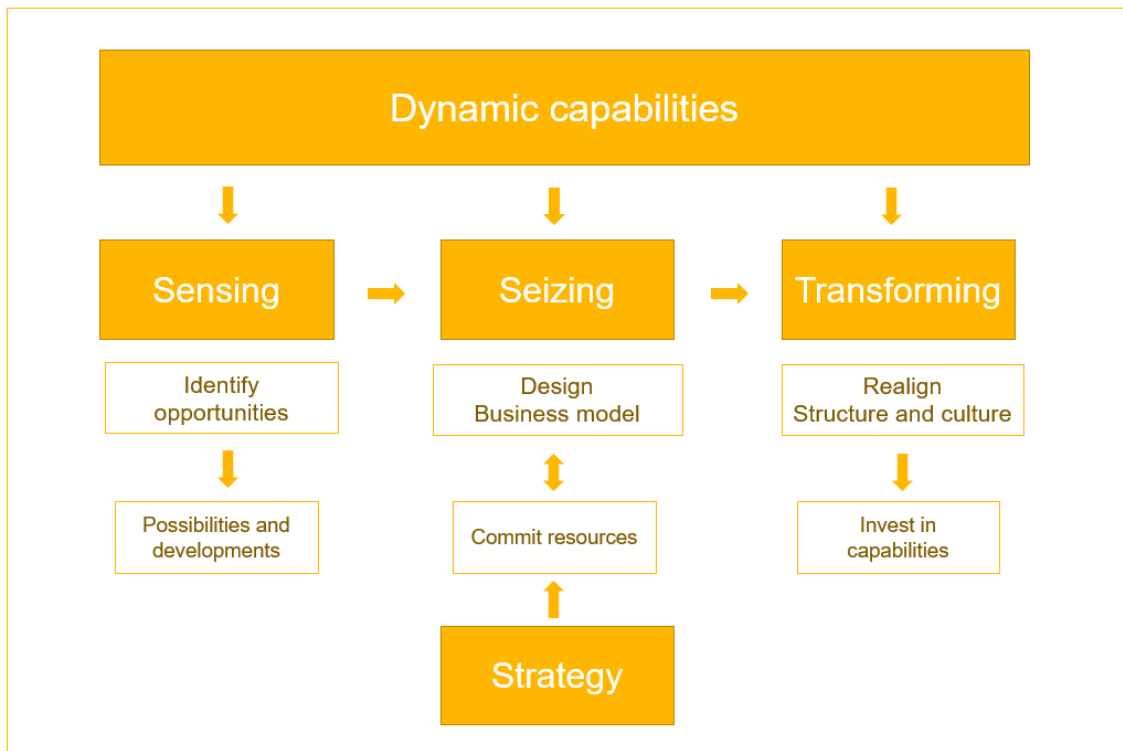 Dynamic capabilities
Sensing
Seizing
Transforming
Identify
opportunities
Design
Business model
Realign
Structure and culture
Possibilities and
developments
Commit resources
Invest in
capabilities
Strategy